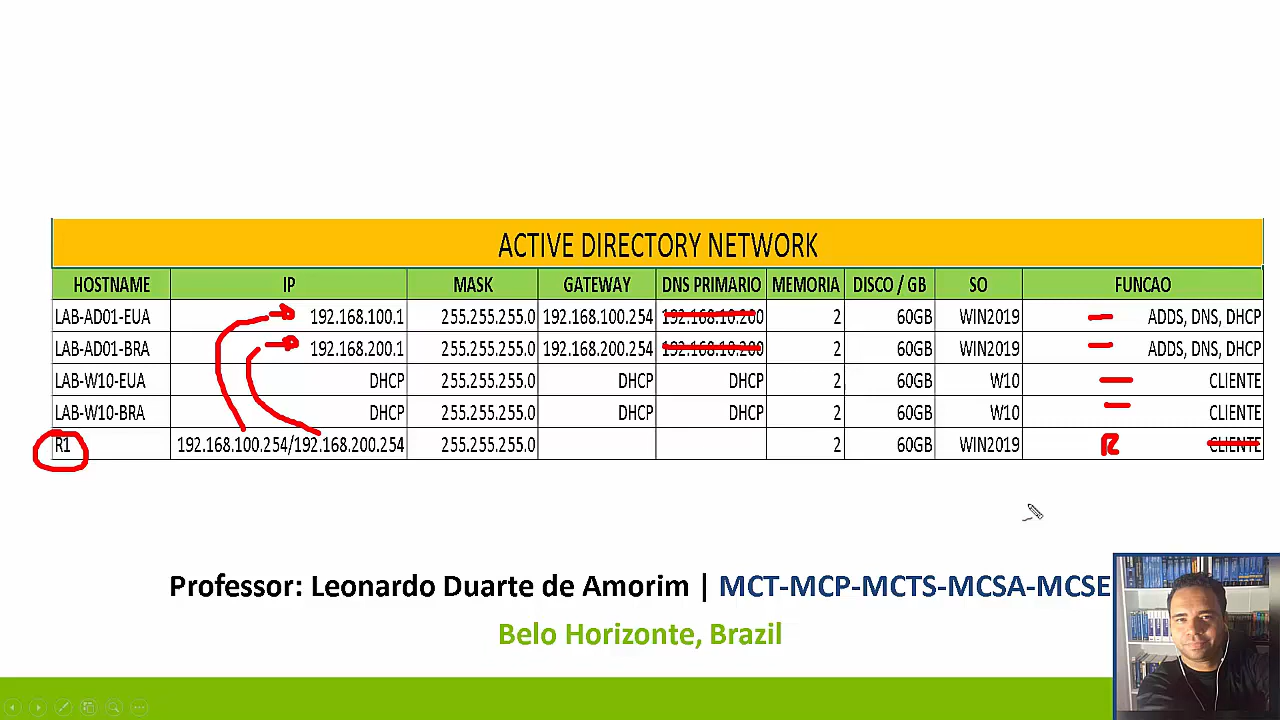 ACTIVE DIRECTORY NETWORK
HOSTNAME IP MASK GATEWAY DNS PRIMARIO MEMORIA DISCO / GB SO FUNCAO
LAB-AD01-EUA 192.168.100.1 255.255.255.0 192.168.100.254 192.168.10.200 2 60GB WIN2019 ADDS, DNS, DHCP
LAB-AD01-BRA 192.168.200.1 255.255.255.0 192.168.200.254 192.168.10.200 2 60GB WIN2019 ADDS, DNS, DHCP
LAB-W10-EUA DHCP 255.255.255.0 DHCP DHCP 2 60GB W10 CLIENTE
LAB-W10-BRA DHCP 255.255.255.0 DHCP DHCP 2 60GB W10 CLIENTE
R1 192.168.100.254/192.168.200.254 255.255.255.0 2 60GB WIN2019 R CLIENTE
Professor: Leonardo Duarte de Amorim | MCT-MCP-MCTS-MCSA-MCSE
Belo Horizonte, Brazil